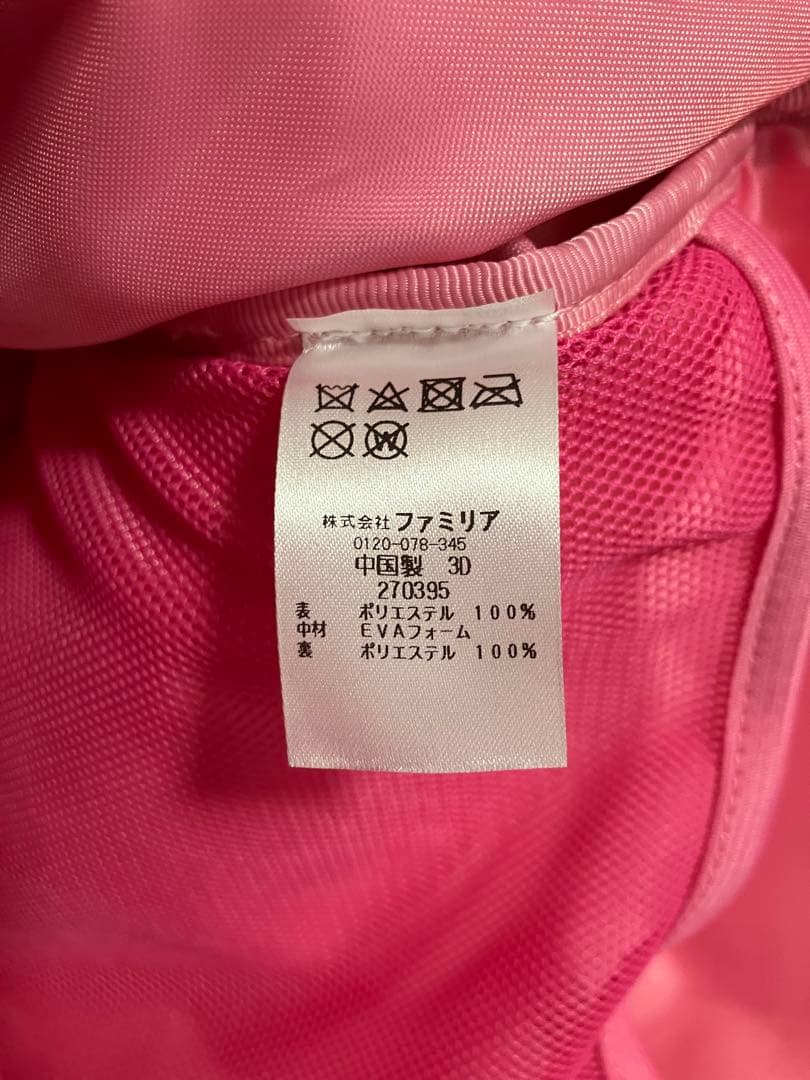 株式会社 ファミリア
0120-078-345
中国製 3D
270395
表 ポリエステル 100%
中材 EVAフォーム
裏 ポリエステル 100%